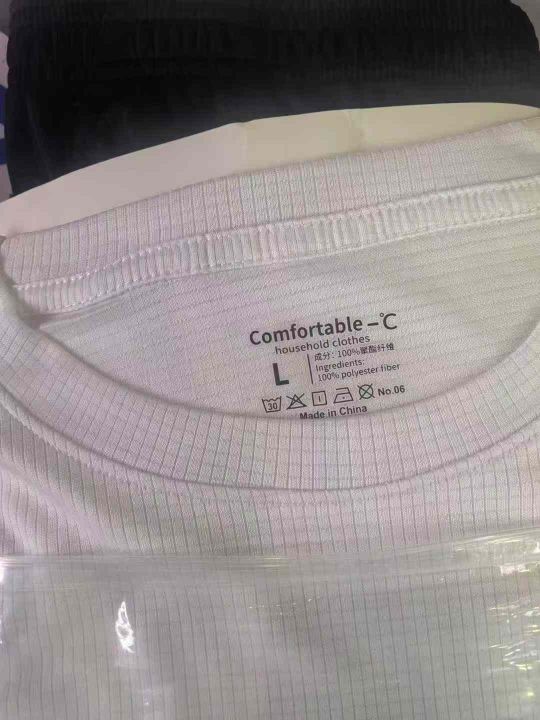 Comfortable -℃
household clothes
L
成分: 100%聚酯纤维
Ingredients:
100% polyester fiber
30
No.06
Made in China